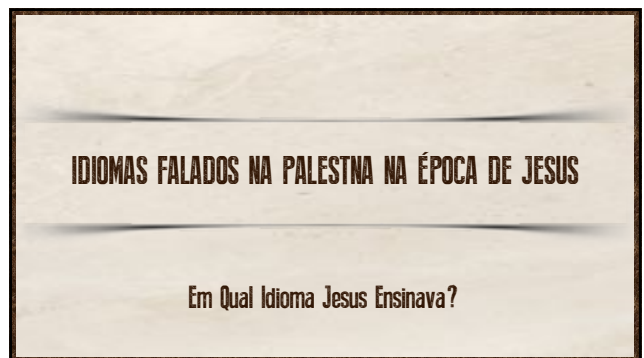 IDIOMAS FALADOS NA PALESTNA NA ÉPOCA DE JESUS
Em Qual Idioma Jesus Ensinava?